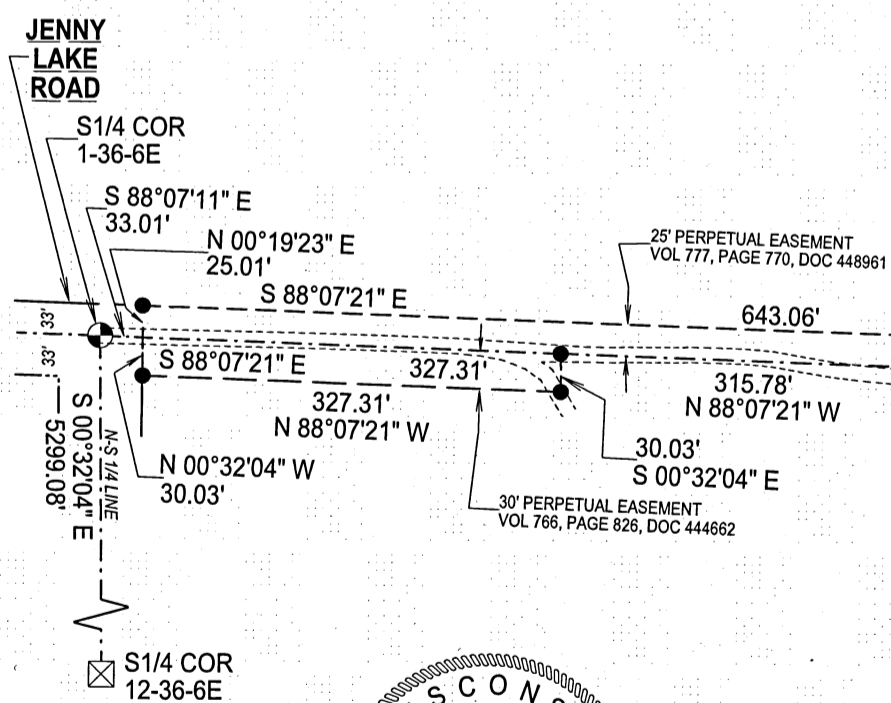 JENNY
LAKE
ROAD
S1/4 COR
1-36-6E
S 88°07'11" E
33.01'
N 00°19'23" E
25.01'
25' PERPETUAL EASEMENT
VOL 777, PAGE 770, DOC 448961
S 88°07'21" E
643.06'
33'
33'
S 88°07'21" E
327.31'
327.31'
N 88°07'21" W
315.78'
N 88°07'21" W
30.03'
S 00°32'04" E
N 00°32'04" W
30.03'
30' PERPETUAL EASEMENT
VOL 766, PAGE 826, DOC 444662
N-S 1/4 LINE
S 00°32'04" E
5299.08'
S1/4 COR
12-36-6E
SCONS